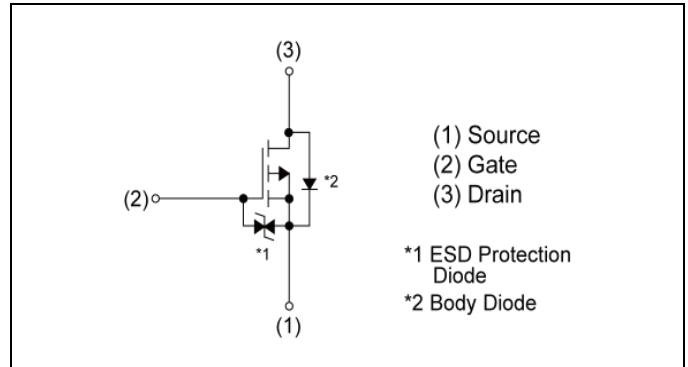 (3)
(2)
*2
*1
(1)
(1) Source
(2) Gate
(3) Drain
*1 ESD Protection
Diode
*2 Body Diode